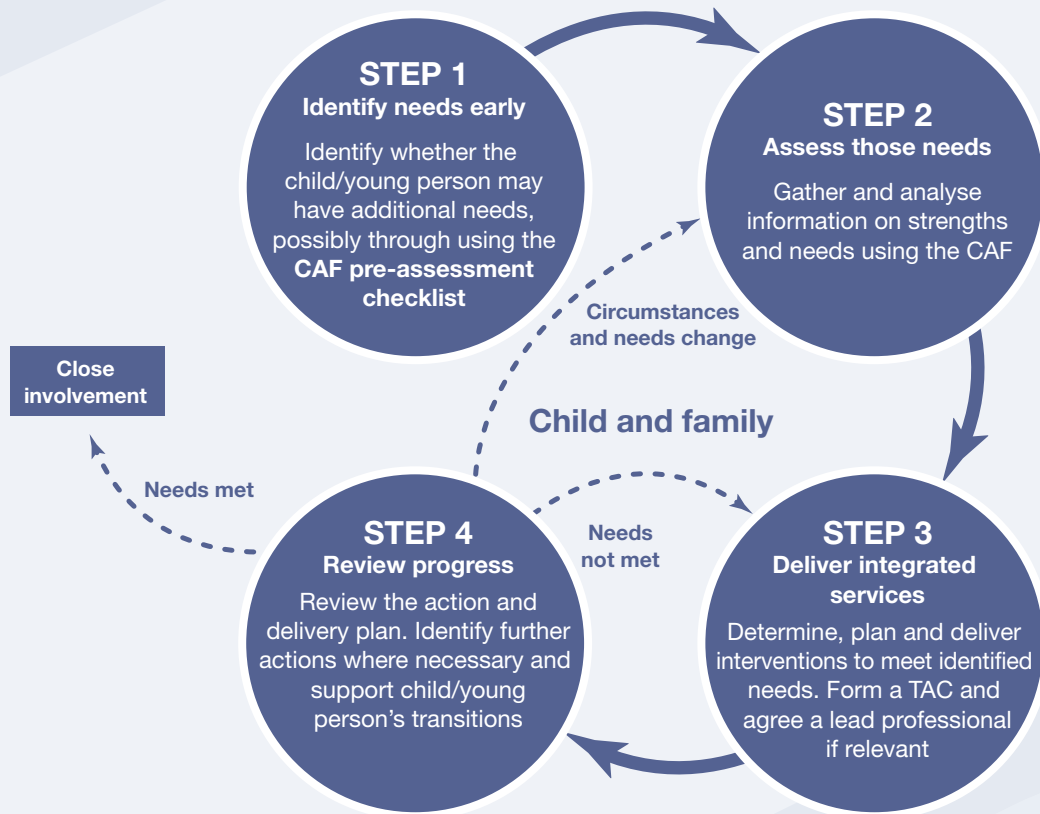 STEP 1
Identify needs early
Identify whether the
child/young person may
have additional needs,
possibly through using the
CAF pre-assessment
checklist
STEP 2
Assess those needs
Gather and analyse
information on strengths
and needs using the CAF
Circumstances
and needs change
Close
involvement
Child and family
Needs met
Needs
not met
STEP 3
Deliver integrated
services
Determine, plan and deliver
interventions to meet identified
needs. Form a TAC and
agree a lead professional
if relevant
STEP 4
Review progress
Review the action and
delivery plan. Identify further
actions where necessary and
support child/young
person’s transitions